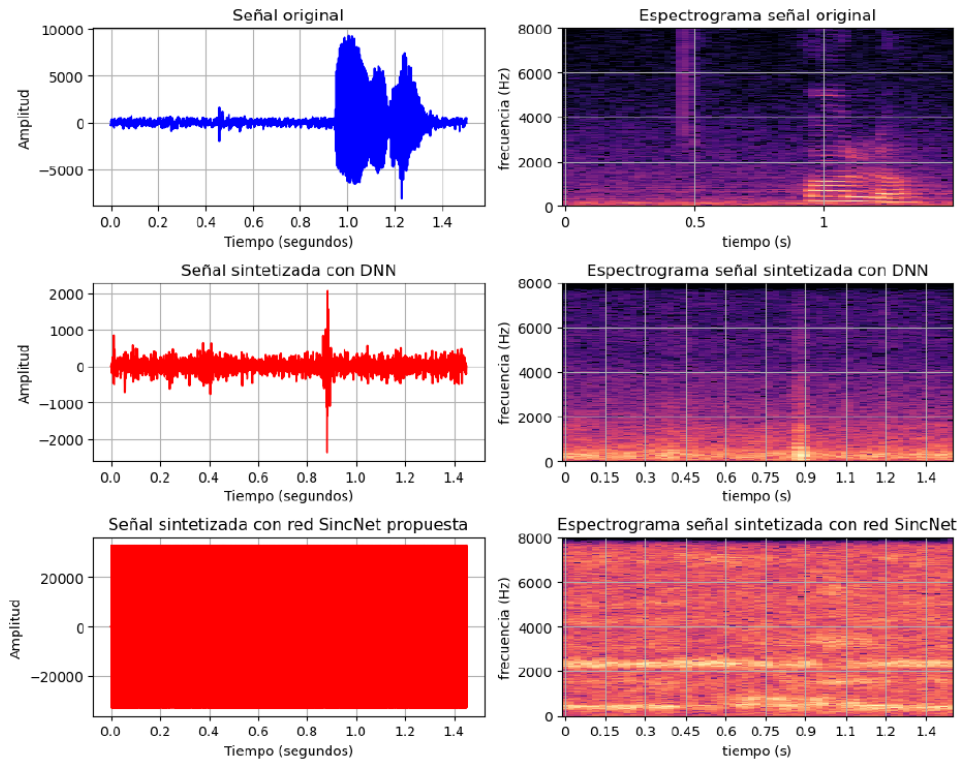 Señal original
Amplitud
10000
5000
0
−5000
0.0 0.2 0.4 0.6 0.8 1.0 1.2 1.4
Tiempo (segundos)
Espectrograma señal original
frecuencia (Hz)
8000
6000
4000
2000
0
0 0.5 1
tiempo (s)
Señal sintetizada con DNN
Amplitud
2000
1000
0
−1000
−2000
0.0 0.2 0.4 0.6 0.8 1.0 1.2 1.4
Tiempo (segundos)
Espectrograma señal sintetizada con DNN
frecuencia (Hz)
8000
6000
4000
2000
0
0 0.15 0.3 0.45 0.6 0.75 0.9 1.1 1.2 1.4
tiempo (s)
Señal sintetizada con red SincNet propuesta
Amplitud
20000
0
−20000
0.0 0.2 0.4 0.6 0.8 1.0 1.2 1.4
Tiempo (segundos)
Espectrograma señal sintetizada con red SincNet
frecuencia (Hz)
8000
6000
4000
2000
0
0 0.15 0.3 0.45 0.6 0.75 0.9 1.1 1.2 1.4
tiempo (s)